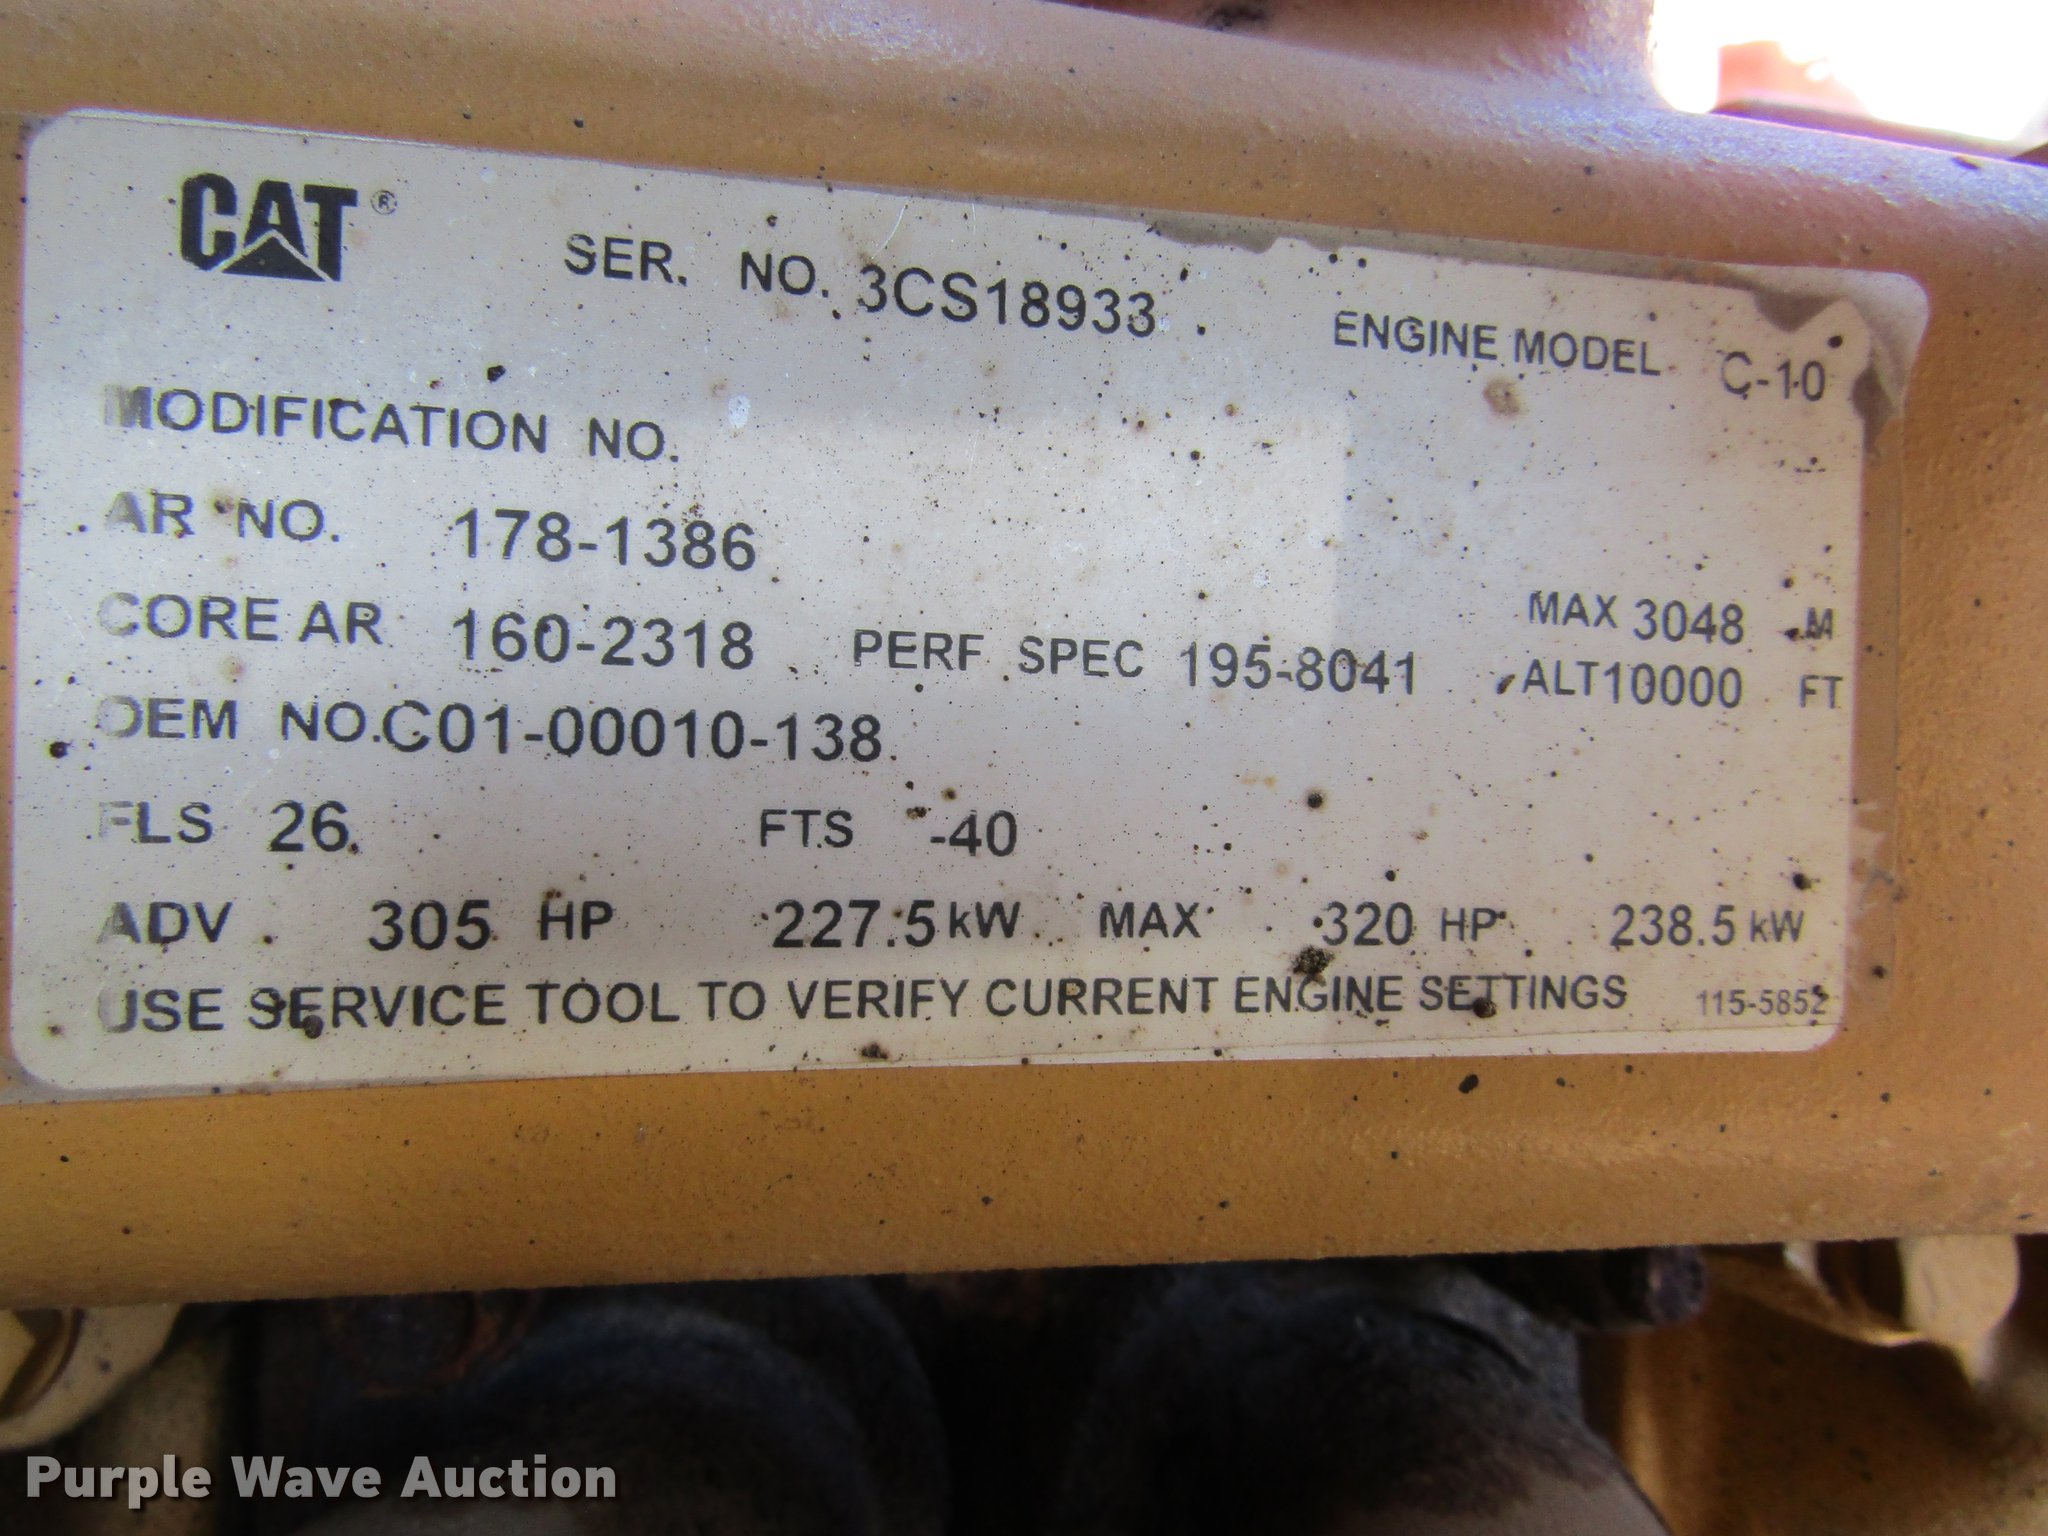 CAT®
SER. NO. 3CS18933
ENGINE MODEL C-10
MODIFICATION NO.
AR NO. 178-1386
CORE AR 160-2318 PERF SPEC 195-8041 MAX 3048 M
ALT 10000 FT
OEM NO. C01-00010-138
FLS 26 FTS -40
ADV 305 HP 227.5 kW MAX 320 HP 238.5 kW
USE SERVICE TOOL TO VERIFY CURRENT ENGINE SETTINGS 115-5852
Purple Wave Auction